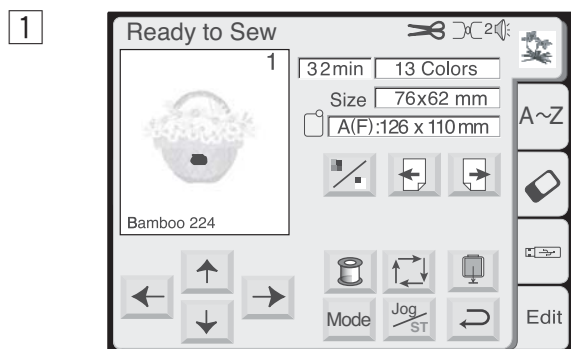 1
Ready to Sew
2
1
32min
13 Colors
Size
76x62 mm
A(F):126 x 110 mm
A~Z
Bamboo 224
Mode
Jog
ST
Edit